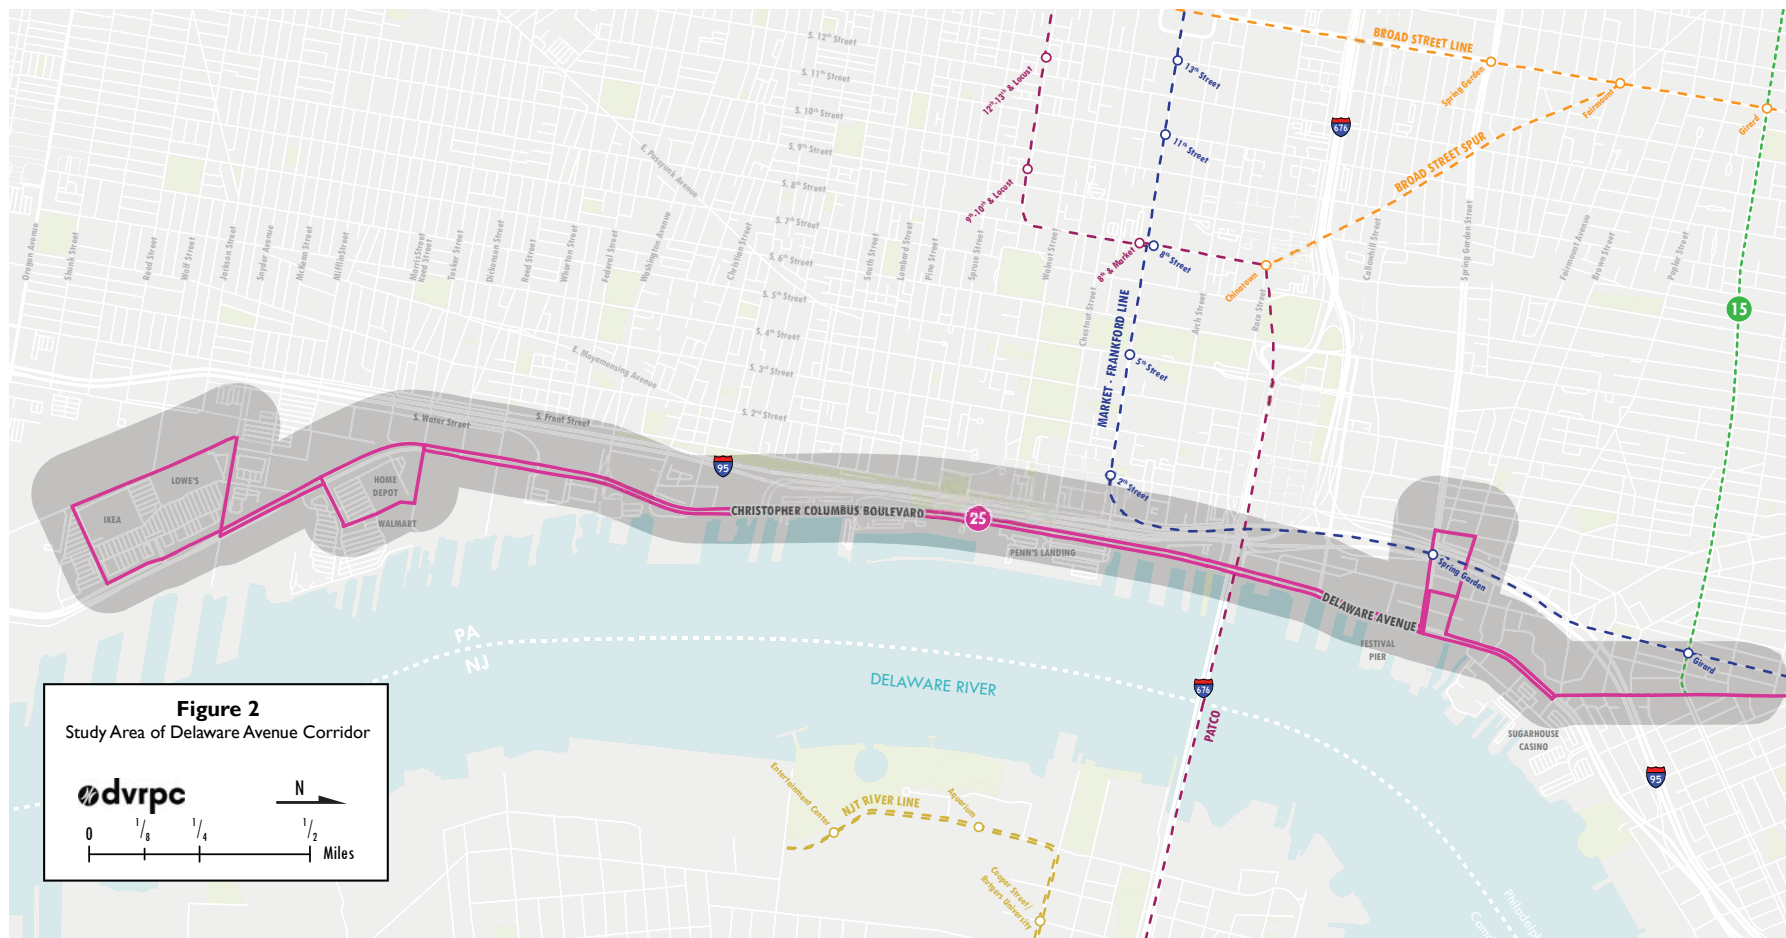 S. 12th Street
S. 11th Street
S. 10th Street
S. 9th Street
S. 8th Street
S. 7th Street
S. 6th Street
S. 5th Street
S. 4th Street
S. 3rd Street
S. 2nd Street
E. Passyunk Avenue
E. Moyamensing Avenue
Oregon Avenue
Shunk Street
Reed Street
Wolf Street
Jackson Street
Snyder Avenue
McKean Street
MifflinStreet
MorrisStreet
Reed Street
Tasker Street
Dickenson Street
Reed Street
Wharton Street
Federal Street
Washington Avenue
Christian Street
South Street
Lombard Street
Pine Street
Spruce Street
Walnut Street
Chestnut Street
Arch Street
Race Street
Callowhill Street
Spring Garden Street
Fairmount Avenue
Brown Street
Poplar Street
12th-13th & Locust
9th-10th & Locust
8th & Market
13th Street
11th Street
8th Street
5th Street
2th Street
MARKET - FRANKFORD LINE
BROAD STREET LINE
BROAD STREET SPUR
Spring Garden
Fairmount
Girard
Chinatown
676
15
S. Water Street
S. Front Street
95
LOWE'S
IKEA
HOME
DEPOT
WALMART
CHRISTOPHER COLUMBUS BOULEVARD
25
PENN'S LANDING
DELAWARE AVENUE
Spring Garden
FESTIVAL
PIER
Girard
SUGARHOUSE
CASINO
95
PA
NJ
DELAWARE RIVER
676
PATCO
Entertainment Center
NJT RIVER LINE
Aquarium
Cooper Street/
Rutgers University
Figure 2
Study Area of Delaware Avenue Corridor
dvrpc
N
0 1/8 1/4 1/2
Miles